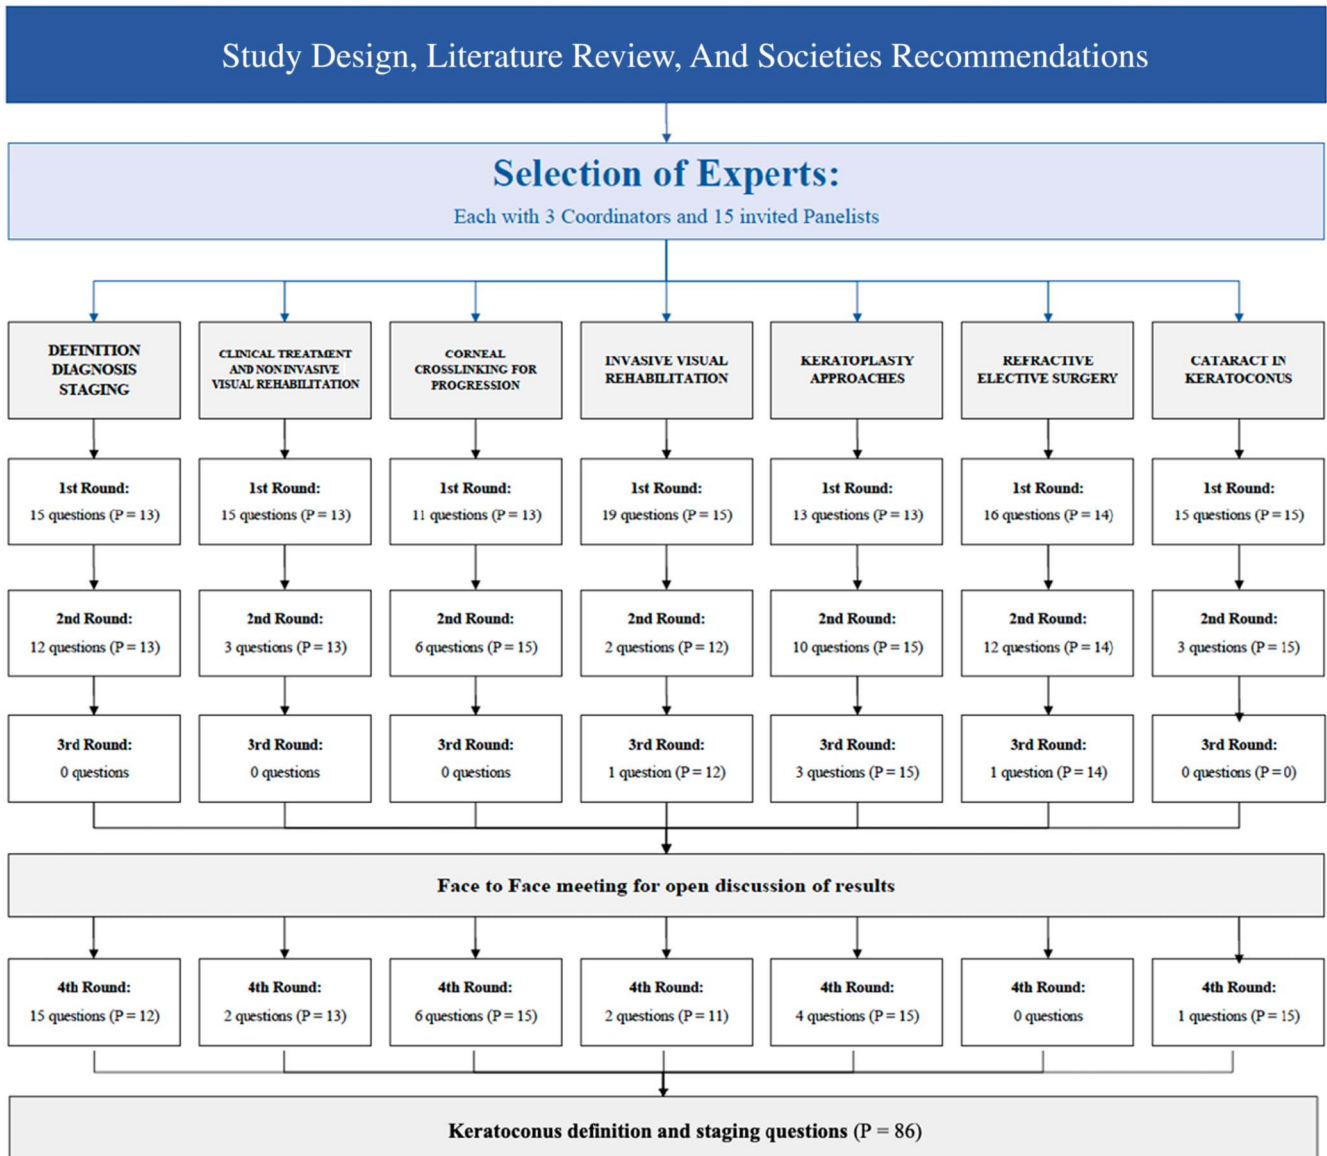 Study Design, Literature Review, And Societies Recommendations
Selection of Experts:
Each with 3 Coordinators and 15 invited Panelists
DEFINITION
DIAGNOSIS
STAGING
CLINICAL TREATMENT
AND NON INVASIVE
VISUAL REHABILITATION
CORNEAL
CROSSLINKING FOR
PROGRESSION
INVASIVE VISUAL
REHABILITATION
KERATOPLASTY
APPROACHES
REFRACTIVE
ELECTIVE SURGERY
CATARACT IN
KERATOCONUS
1st Round:
15 questions (P = 13)
1st Round:
15 questions (P = 13)
1st Round:
11 questions (P = 13)
1st Round:
19 questions (P = 15)
1st Round:
13 questions (P = 13)
1st Round:
16 questions (P = 14)
1st Round:
15 questions (P = 15)
2nd Round:
12 questions (P = 13)
2nd Round:
3 questions (P = 13)
2nd Round:
6 questions (P = 15)
2nd Round:
2 questions (P = 12)
2nd Round:
10 questions (P = 15)
2nd Round:
12 questions (P = 14)
2nd Round:
3 questions (P = 15)
3rd Round:
0 questions
3rd Round:
0 questions
3rd Round:
0 questions
3rd Round:
1 question (P = 12)
3rd Round:
3 questions (P = 15)
3rd Round:
1 question (P = 14)
3rd Round:
0 questions (P = 0)
Face to Face meeting for open discussion of results
4th Round:
15 questions (P = 12)
4th Round:
2 questions (P = 13)
4th Round:
6 questions (P = 15)
4th Round:
2 questions (P = 11)
4th Round:
4 questions (P = 15)
4th Round:
0 questions
4th Round:
1 questions (P = 15)
Keratoconus definition and staging questions (P = 86)